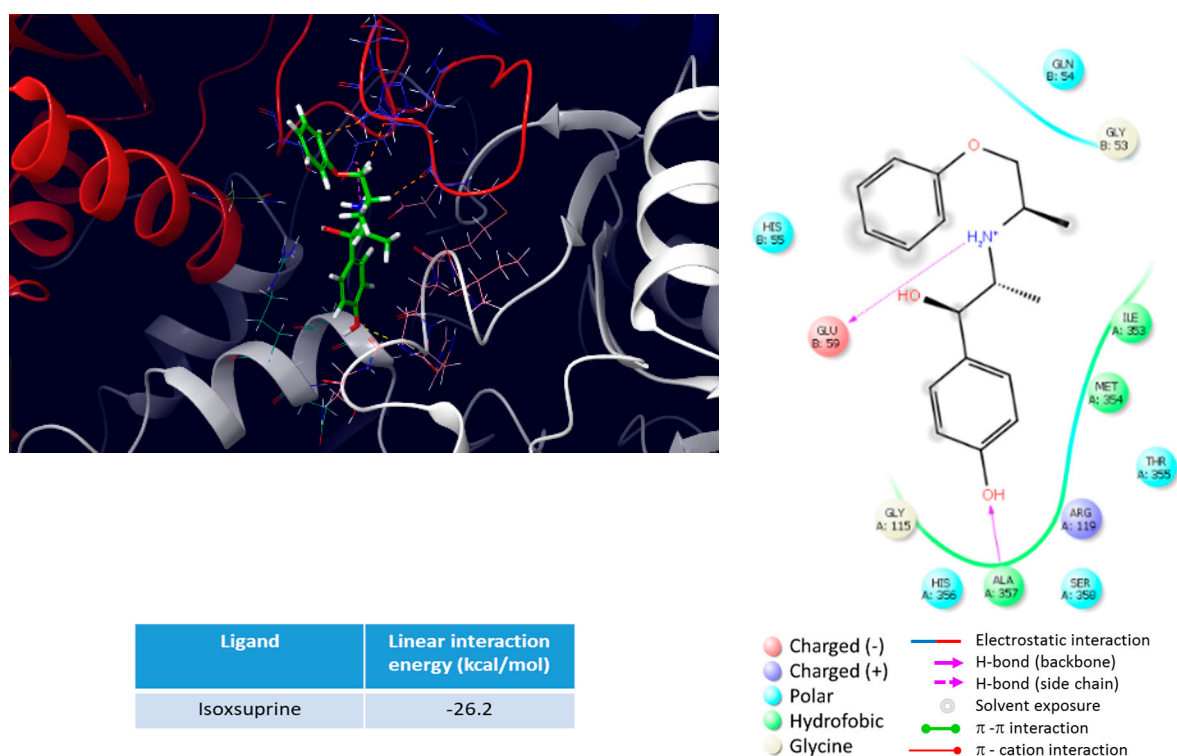 GLN
B: 54
GLY
B: 53
O
HIS
B: 55
H₂N⁺
HO
GLU
B: 59
ILE
A: 353
MET
A: 354
THR
A: 355
OH
GLY
A: 115
ARG
A: 119
HIS
A: 356
ALA
A: 357
SER
A: 358
Ligand
Linear interaction
energy (kcal/mol)
Isoxsuprine
-26.2
Charged (-)
Charged (+)
Polar
Hydrofobic
Glycine
Electrostatic interaction
H-bond (backbone)
H-bond (side chain)
Solvent exposure
π -π interaction
π - cation interaction